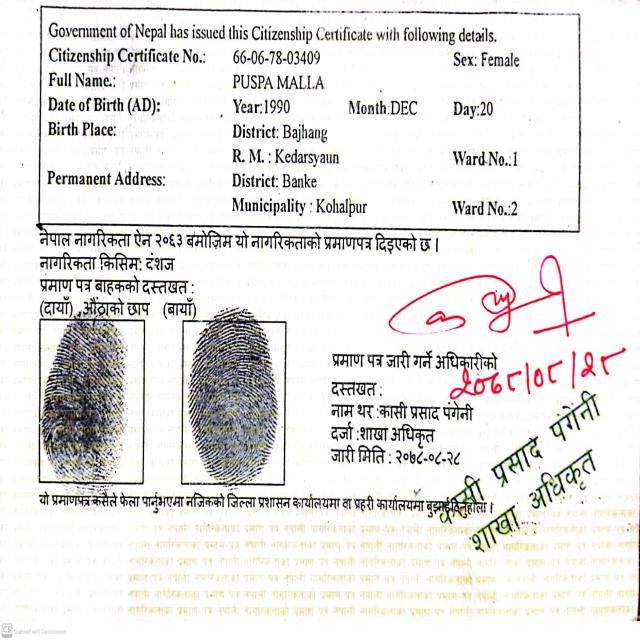 Government of Nepal has issued this Citizenship Certificate with following details.
Citizenship Certificate No.: 66-06-78-03409 Sex: Female
Full Name.: PUSPA MALLA
Date of Birth (AD): Year:1990 Month:DEC Day:20
Birth Place: District: Bajhang
R. M. : Kedarsyaun Ward No.:1
Permanent Address: District: Banke
Municipality : Kohalpur Ward No.:2
नेपाल नागरिकता ऐन २०६३ बमोजिम यो नागरिकताको प्रमाणपत्र दिइएको छ ।
नागरिकता किसिम: वंशज
प्रमाण पत्र बाहकको दस्तखत :
(दायाँ) औंठाको छाप (बायाँ)
प्रमाण पत्र जारी गर्ने अधिकारीको
दस्तखत : २०७८/०८/२८
नाम थर : कासी प्रसाद पंगेनी
दर्जा : शाखा अधिकृत
जारी मिति : २०७८-०८-२८
कासी प्रसाद पंगेनी
शाखा अधिकृत
यो प्रमाणपत्र कसैले फेला पार्नुभएमा नजिकको जिल्ला प्रशासन कार्यालयमा वा प्रहरी कार्यालयमा बुझाईदिनुहोला ।
CS Scanned with CamScanner